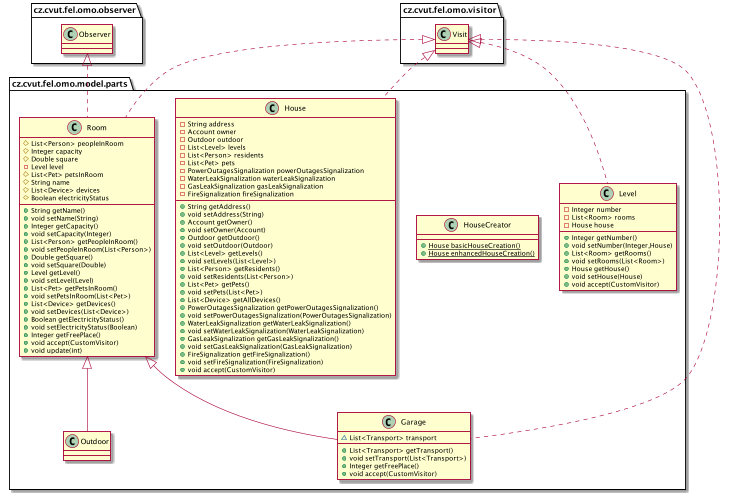 cz.cvut.fel.omo.observer
C Observer
cz.cvut.fel.omo.visitor
C Visit
cz.cvut.fel.omo.model.parts
C Room
List<Person> peopleInRoom
Integer capacity
Double square
Level level
List<Pet> petsInRoom
String name
List<Device> devices
Boolean electricityStatus
String getName()
void setName(String)
Integer getCapacity()
void setCapacity(Integer)
List<Person> getPeopleInRoom()
void setPeopleInRoom(List<Person>)
Double getSquare()
void setSquare(Double)
Level getLevel()
void setLevel(Level)
List<Pet> getPetsInRoom()
void setPetsInRoom(List<Pet>)
List<Device> getDevices()
void setDevices(List<Device>)
Boolean getElectricityStatus()
void setElectricityStatus(Boolean)
Integer getFreePlace()
void accept(CustomVisitor)
void update(int)
C House
String address
Account owner
Outdoor outdoor
List<Level> levels
List<Person> residents
List<Pet> pets
PowerOutagesSignalization powerOutagesSignalization
WaterLeakSignalization waterLeakSignalization
GasLeakSignalization gasLeakSignalization
FireSignalization fireSignalization
String getAddress()
void setAddress(String)
Account getOwner()
void setOwner(Account)
Outdoor getOutdoor()
void setOutdoor(Outdoor)
List<Level> getLevels()
void setLevels(List<Level>)
List<Person> getResidents()
void setResidents(List<Person>)
List<Pet> getPets()
void setPets(List<Pet>)
List<Device> getAllDevices()
PowerOutagesSignalization getPowerOutagesSignalization()
void setPowerOutagesSignalization(PowerOutagesSignalization)
WaterLeakSignalization getWaterLeakSignalization()
void setWaterLeakSignalization(WaterLeakSignalization)
GasLeakSignalization getGasLeakSignalization()
void setGasLeakSignalization(GasLeakSignalization)
FireSignalization getFireSignalization()
void setFireSignalization(FireSignalization)
void accept(CustomVisitor)
C HouseCreator
House basicHouseCreation()
House enhancedHouseCreation()
C Level
Integer number
List<Room> rooms
House house
Integer getNumber()
void setNumber(Integer,House)
List<Room> getRooms()
void setRooms(List<Room>)
House getHouse()
void setHouse(House)
void accept(CustomVisitor)
C Outdoor
C Garage
List<Transport> transport
List<Transport> getTransport()
void setTransport(List<Transport>)
Integer getFreePlace()
void accept(CustomVisitor)